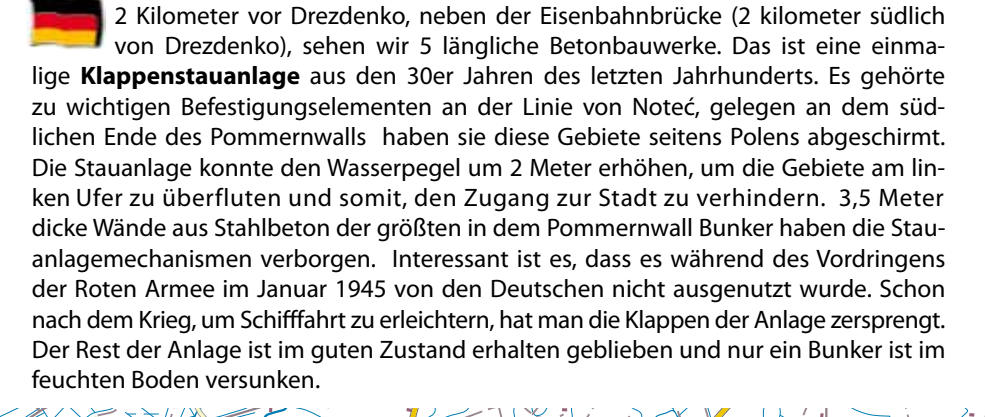 2 Kilometer vor Drezdenko, neben der Eisenbahnbrücke (2 kilometer südlich
von Drezdenko), sehen wir 5 längliche Betonbauwerke. Das ist eine einma-
lige Klappenstauanlage aus den 30er Jahren des letzten Jahrhunderts. Es gehörte
zu wichtigen Befestigungselementen an der Linie von Noteć, gelegen an dem süd-
lichen Ende des Pommernwalls haben sie diese Gebiete seitens Polens abgeschirmt.
Die Stauanlage konnte den Wasserpegel um 2 Meter erhöhen, um die Gebiete am lin-
ken Ufer zu überfluten und somit, den Zugang zur Stadt zu verhindern. 3,5 Meter
dicke Wände aus Stahlbeton der größten in dem Pommernwall Bunker haben die Stau-
anlagemechanismen verborgen. Interessant ist es, dass es während des Vordringens
der Roten Armee im Januar 1945 von den Deutschen nicht ausgenutzt wurde. Schon
nach dem Krieg, um Schifffahrt zu erleichtern, hat man die Klappen der Anlage zersprengt.
Der Rest der Anlage ist im guten Zustand erhalten geblieben und nur ein Bunker ist im
feuchten Boden versunken.